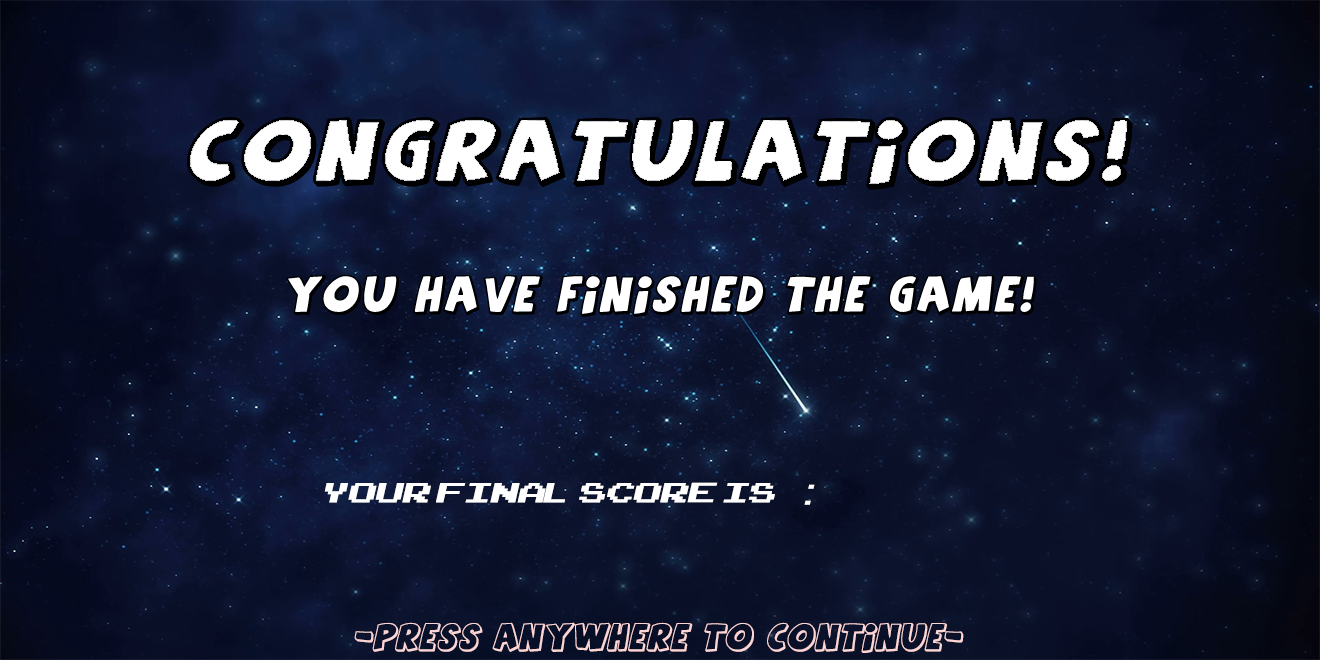 CONGRATULATiONS!
YOU HAVE FiNiSHED THE GAME!
YOUR FINAL SCORE IS :
-PRESS ANYWHERE TO CONTiNUE-